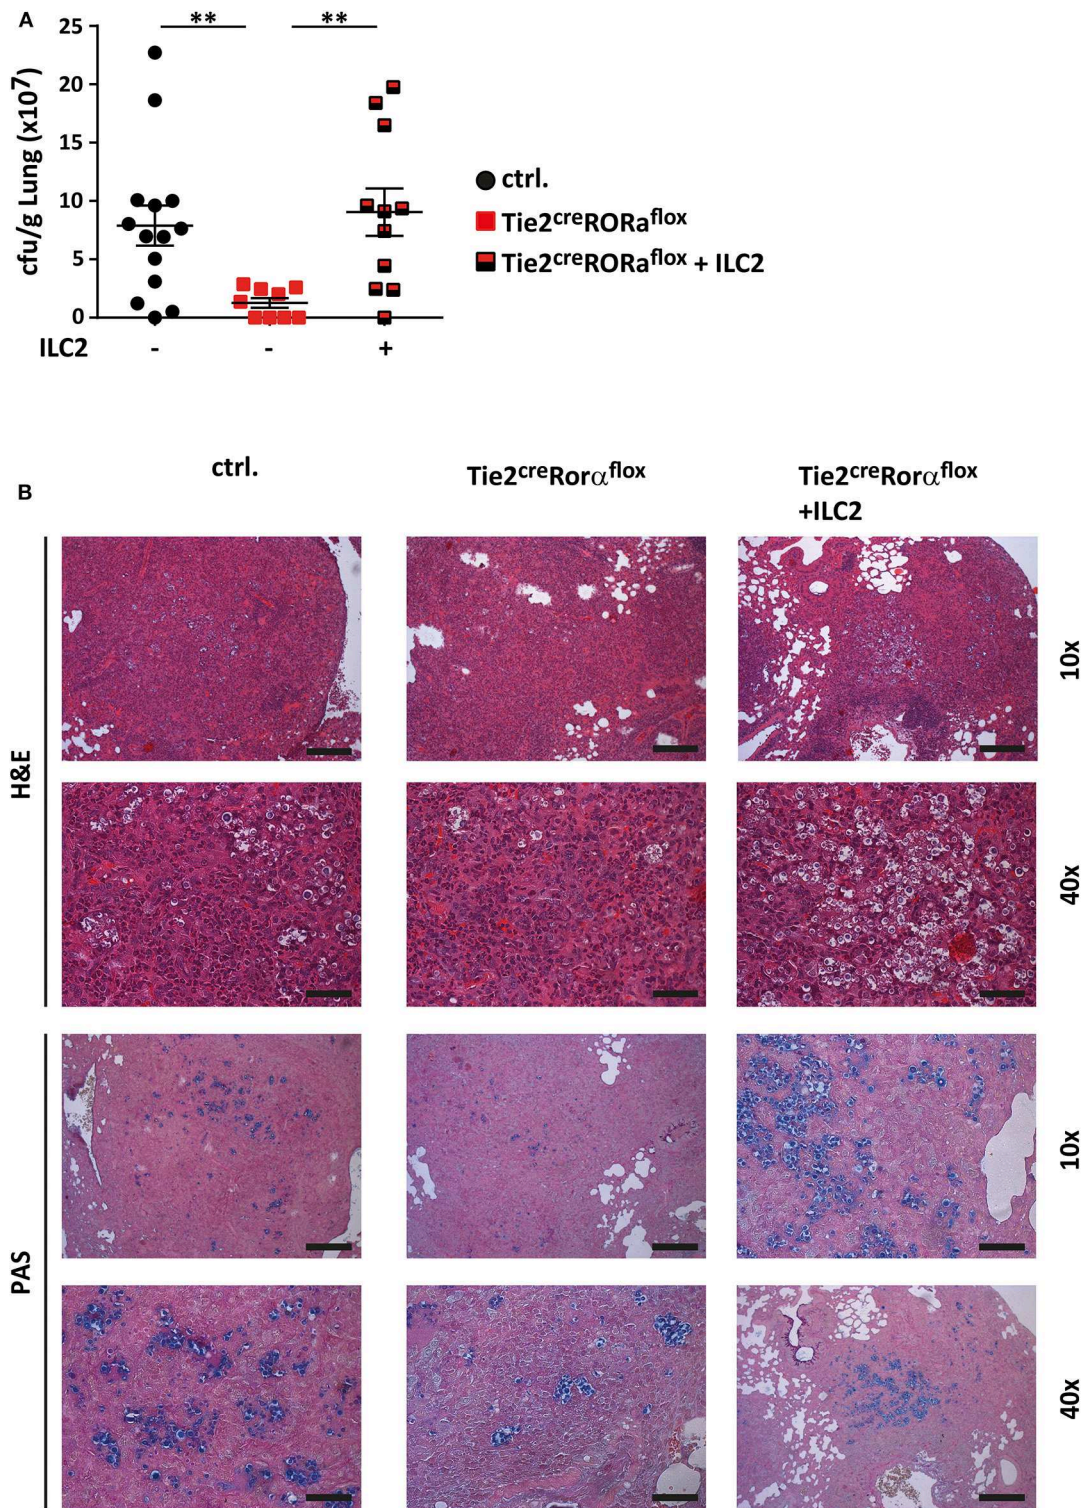 A
25
20
15
10
5
0
cfu/g Lung (x10⁷)
** **
ctrl.
Tie2ᶜʳᵉRORaᶠˡᵒˣ
Tie2ᶜʳᵉRORaᶠˡᵒˣ + ILC2
ILC2 - - +
B
ctrl.
Tie2ᶜʳᵉRorαᶠˡᵒˣ
Tie2ᶜʳᵉRorαᶠˡᵒˣ
+ILC2
H&E
10x
40x
PAS
10x
40x